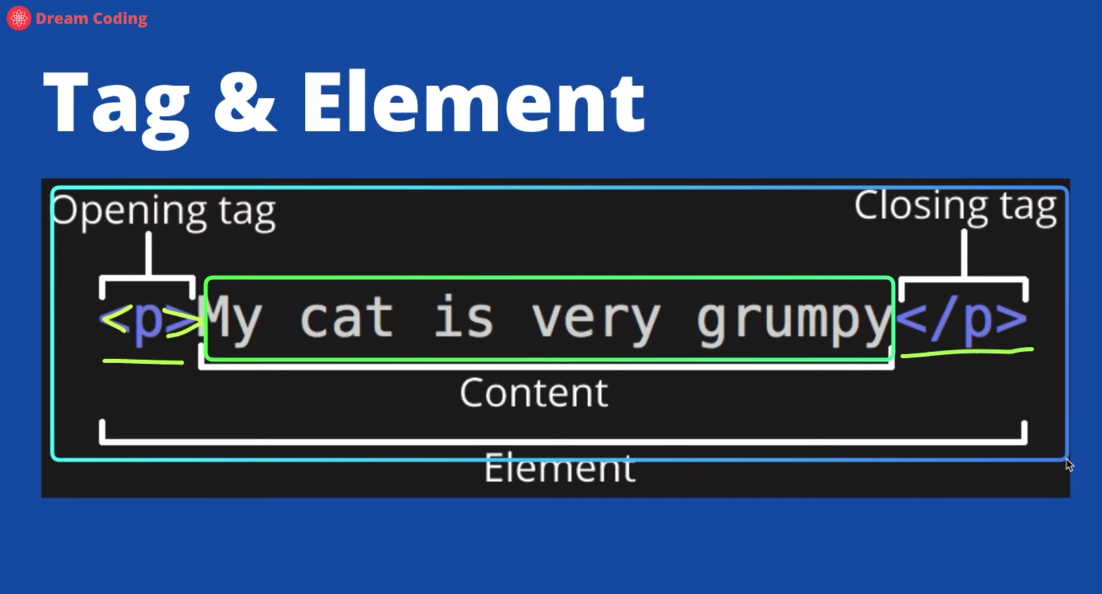 Dream Coding
Tag & Element
Opening tag
Closing tag
<p>My cat is very grumpy</p>
Content
Element